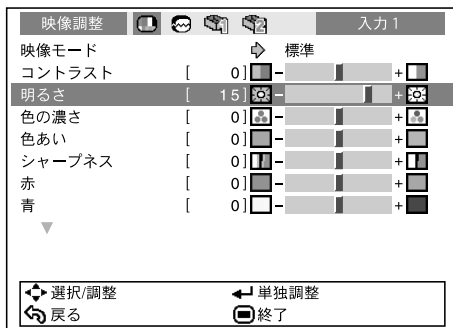 映像調整 入力1
映像モード 標準
コントラスト [ 0] - +
明るさ [ 15] - +
色の濃さ [ 0] - +
色あい [ 0] - +
シャープネス [ 0] - +
赤 [ 0] - +
青 [ 0] - +
選択/調整 単独調整
戻る 終了